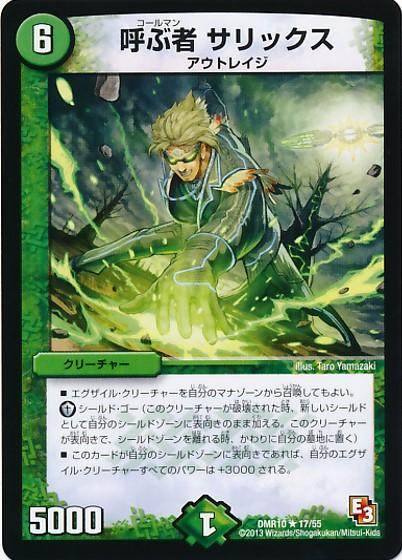 6
コールマン
呼ぶ者 サリックス
アウトレイジ
illus. Taro Yamazaki
クリーチャー
■ エグザイル・クリーチャーを自分のマナゾーンから召喚してもよい。
シールド・ゴー (このクリーチャーが破壊された時、新しいシールド
として自分のシールドゾーンに表向きのまま加える。このクリーチャー
が表向きで、シールドゾーンを離れる時、かわりに自分の墓地に置く)
■ このカードが自分のシールドゾーンに表向きであれば、自分のエグザ
イル・クリーチャーすべてのパワーは +3000 される。
5000
1
E3
DMR10 ★ 17/55
©2013 Wizards/Shogakukan/Mitsui-Kids